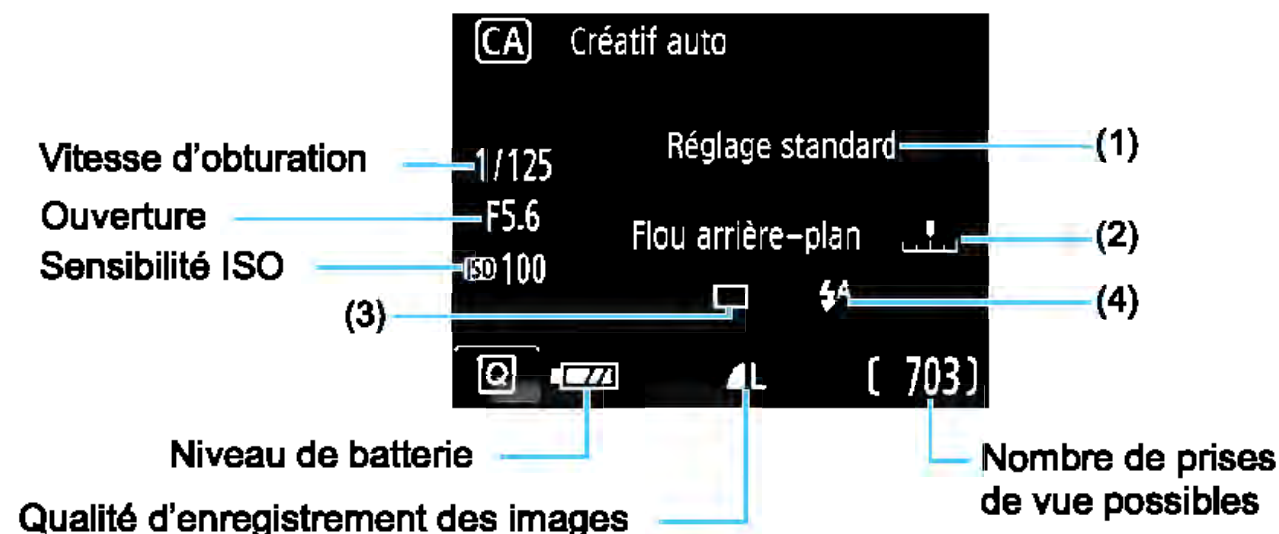 CA Créatif auto
Vitesse d'obturation
1/125
Réglage standard
(1)
Ouverture
F5.6
Flou arrière-plan
(2)
Sensibilité ISO
ISO 100
(3)
A
(4)
Q
L
[ 703]
Niveau de batterie
Nombre de prises
de vue possibles
Qualité d'enregistrement des images